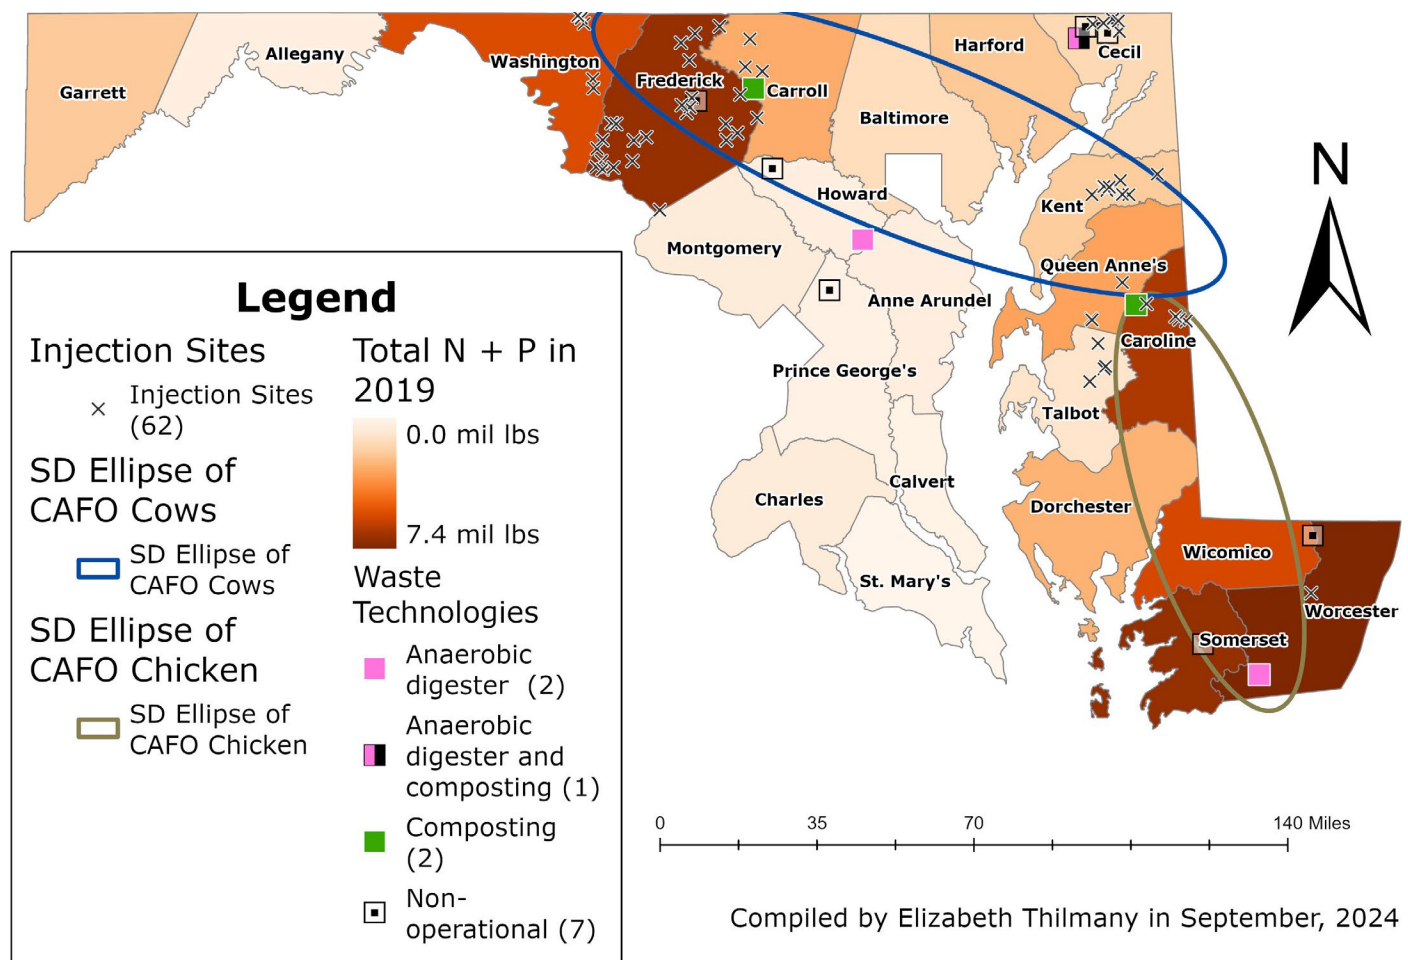 Garrett
Allegany
Washington
Frederick
Carroll
Baltimore
Harford
Cecil
Howard
Montgomery
Kent
Queen Anne's
Anne Arundel
Caroline
Prince George's
Talbot
Calvert
Charles
Dorchester
St. Mary's
Wicomico
Worcester
Somerset
N
Legend
Injection Sites
Injection Sites
(62)
SD Ellipse of
CAFO Cows
SD Ellipse of
CAFO Cows
SD Ellipse of
CAFO Chicken
SD Ellipse of
CAFO Chicken
Total N + P in
2019
0.0 mil lbs
7.4 mil lbs
Waste
Technologies
Anaerobic
digester (2)
Anaerobic
digester and
composting (1)
Composting
(2)
Non-
operational (7)
0 35 70 140 Miles
Compiled by Elizabeth Thilmany in September, 2024